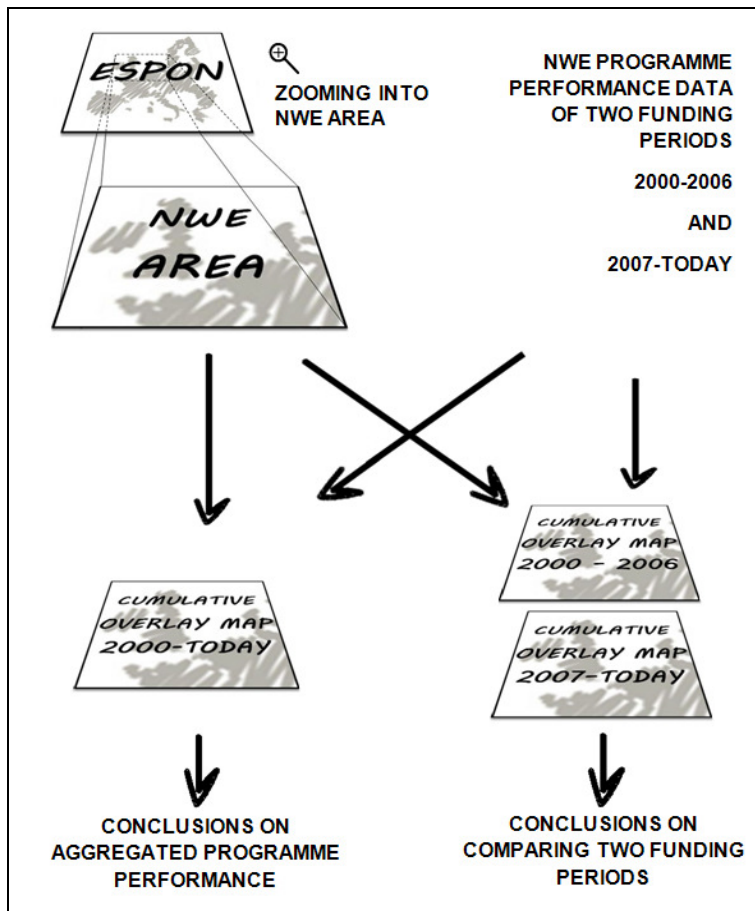 ESPON
ZOOMING INTO
NWE AREA
NWE PROGRAMME
PERFORMANCE DATA
OF TWO FUNDING
PERIODS
2000-2006
AND
2007-TODAY
NWE
AREA
CUMULATIVE
OVERLAY MAP
2000 - 2006
CUMULATIVE
OVERLAY MAP
2000-TODAY
CUMULATIVE
OVERLAY MAP
2007-TODAY
CONCLUSIONS ON
AGGREGATED PROGRAMME
PERFORMANCE
CONCLUSIONS ON
COMPARING TWO FUNDING
PERIODS